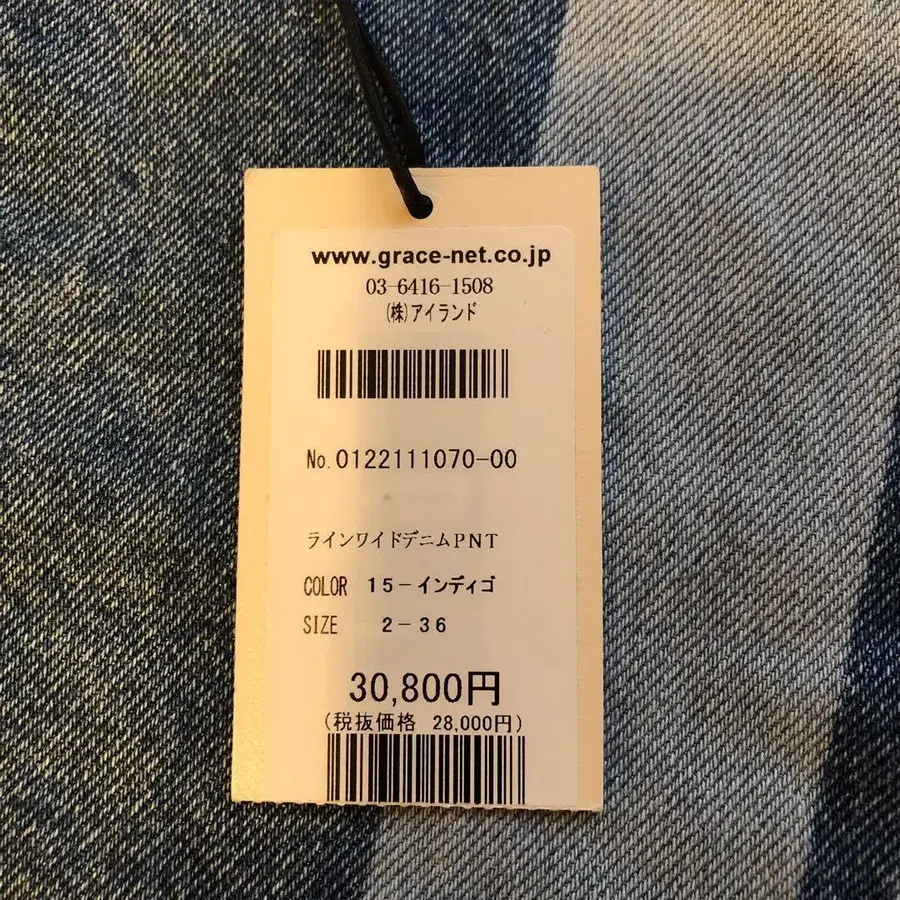 www.grace-net.co.jp
03-6416-1508
(株)アイランド
No.0122111070-00
ラインワイドデニムPNT
COLOR 15-インディゴ
SIZE 2-36
30,800円
(税抜価格 28,000円)